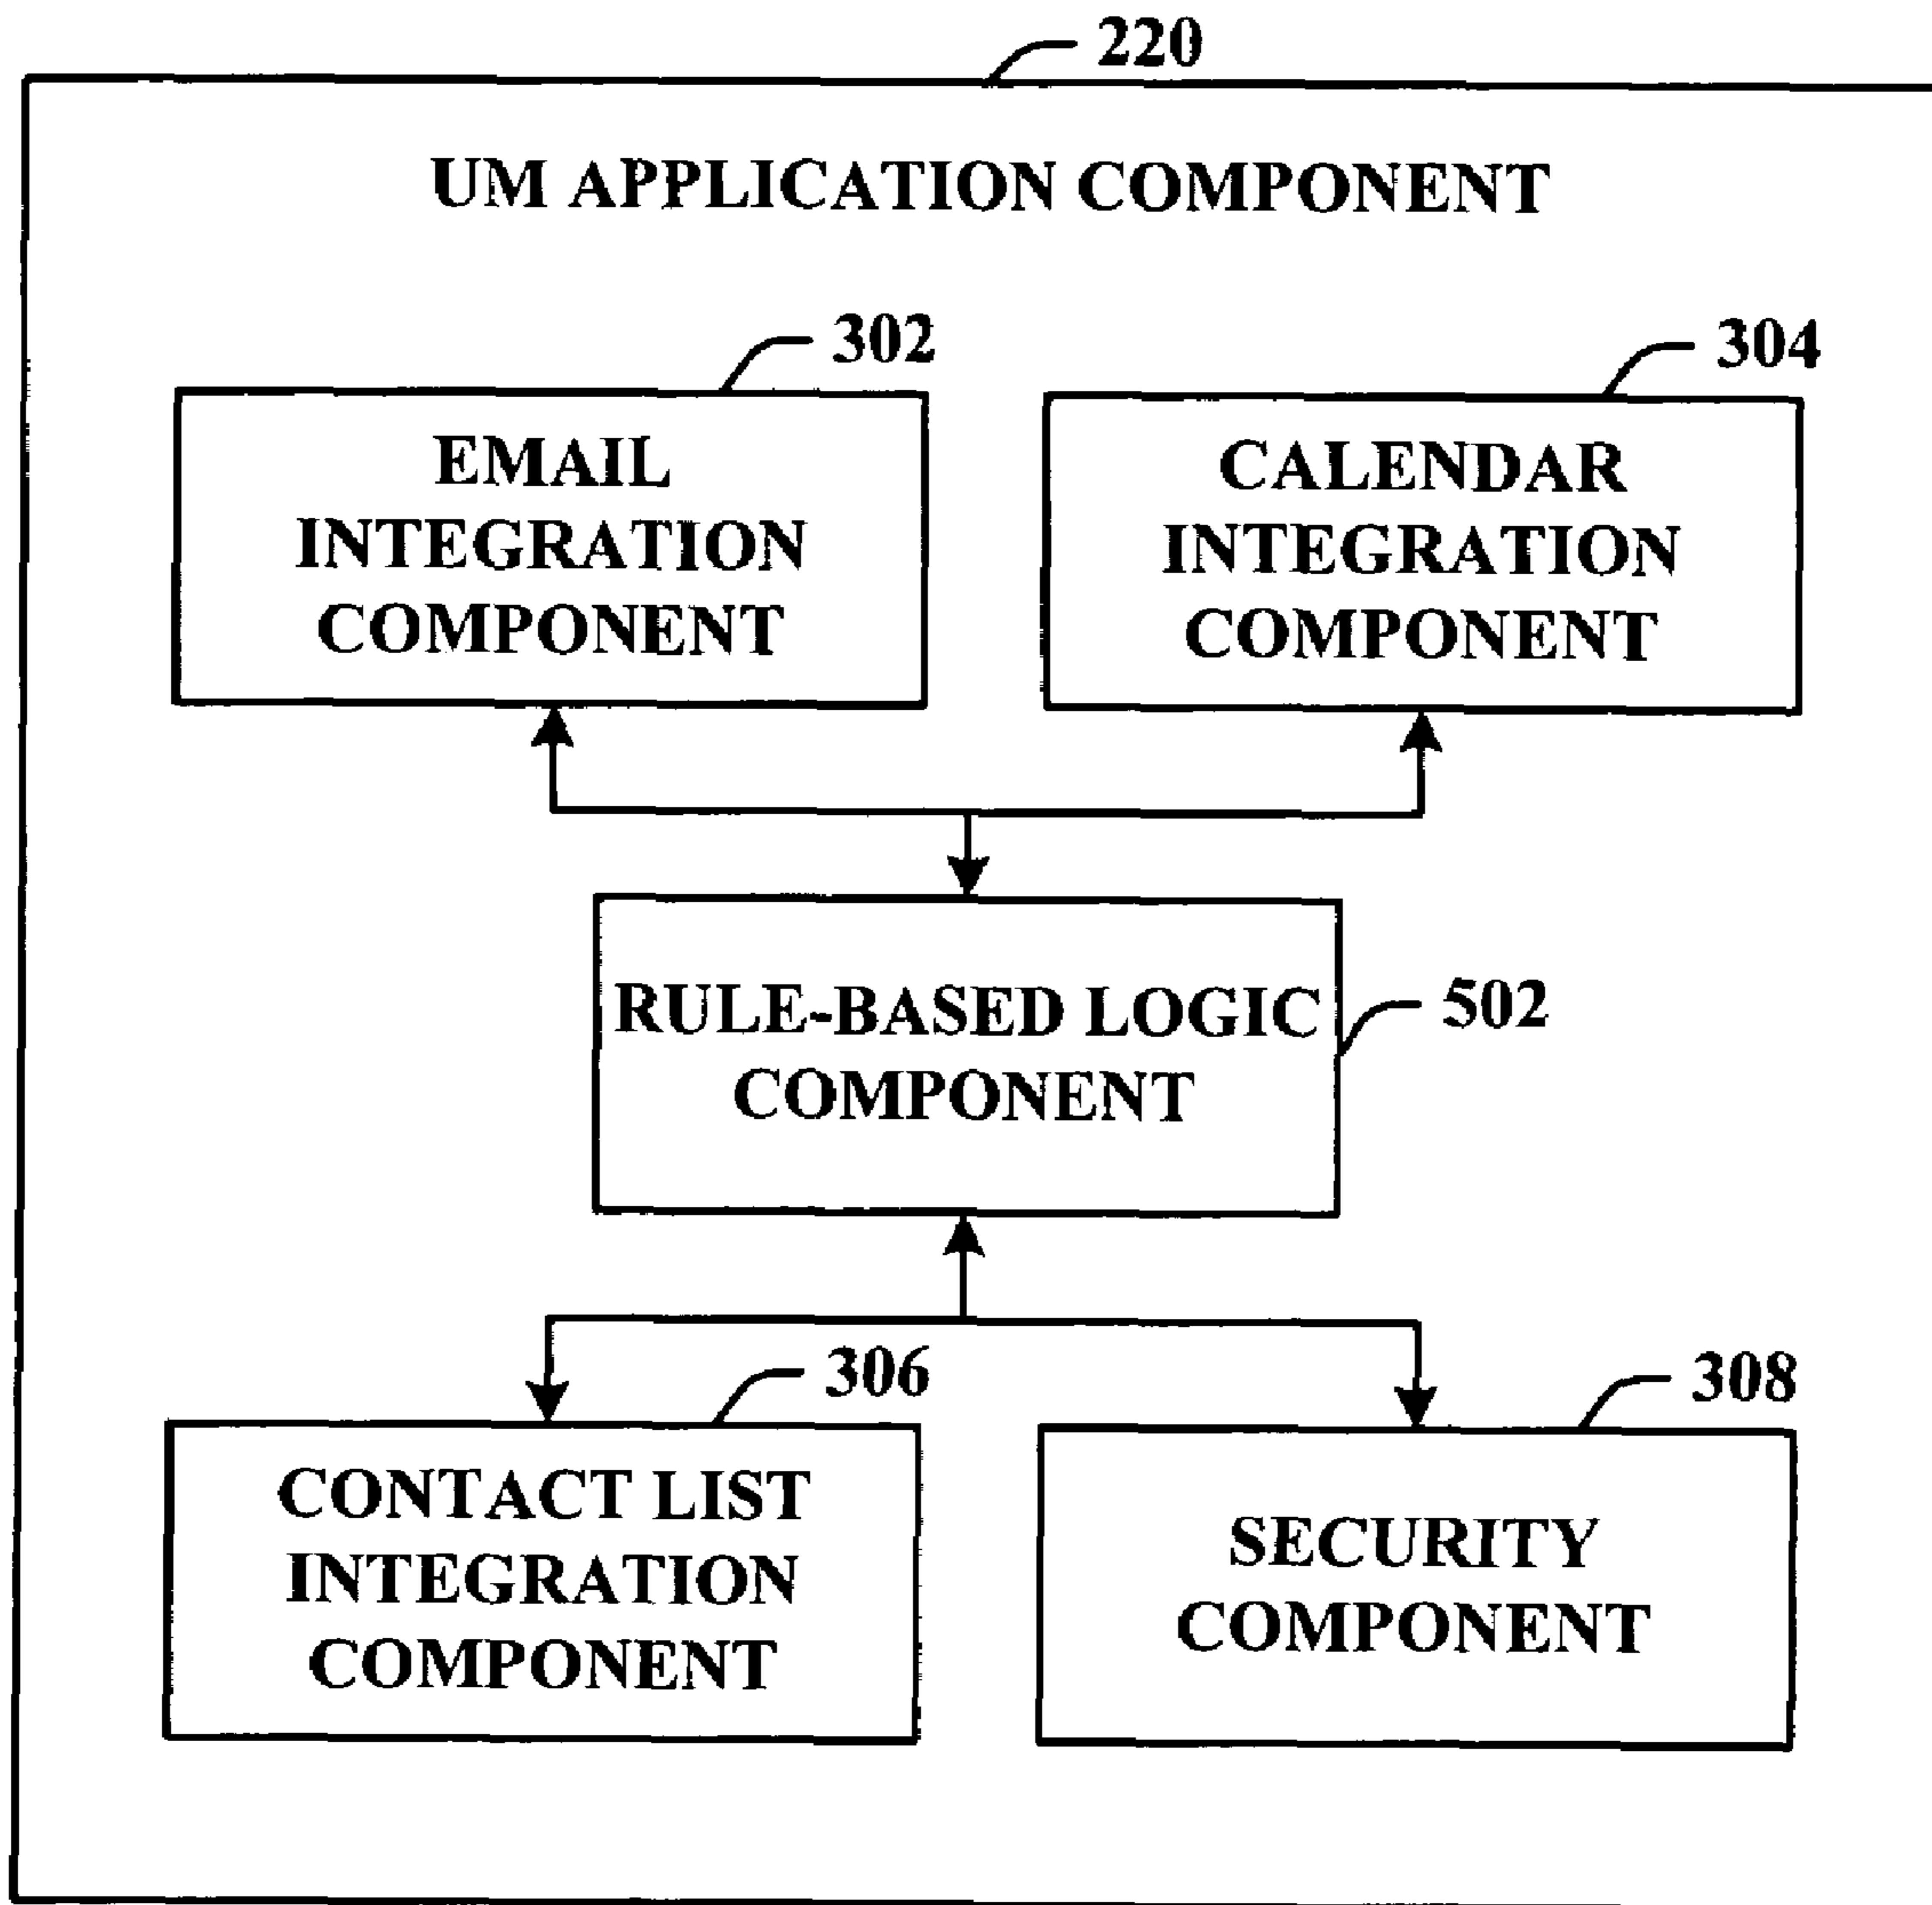 220
UM APPLICATION COMPONENT
302
304
EMAIL
INTEGRATION
COMPONENT
CALENDAR
INTEGRATION
COMPONENT
RULE-BASED LOGIC
COMPONENT
502
306
308
CONTACT LIST
INTEGRATION
COMPONENT
SECURITY
COMPONENT